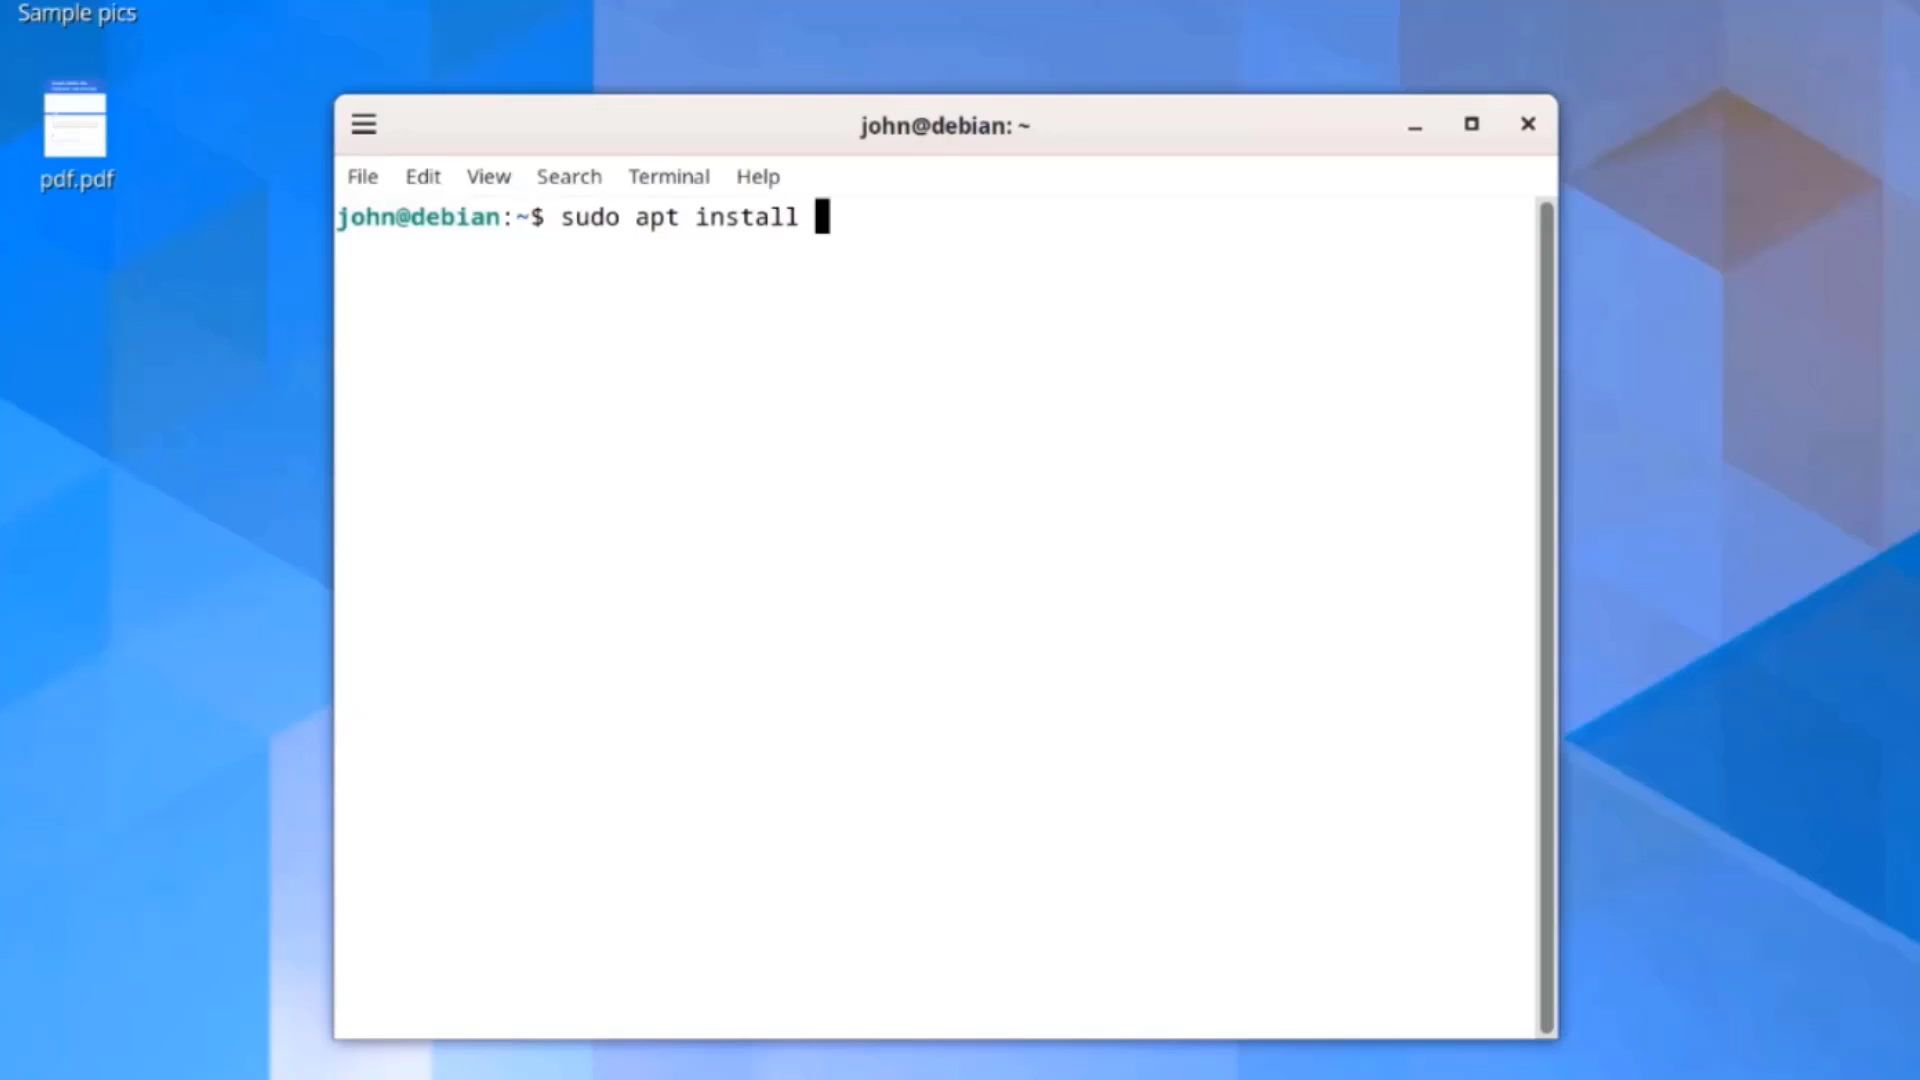 Sample pics
pdf.pdf
john@debian: ~
File Edit View Search Terminal Help
john@debian:~$ sudo apt install